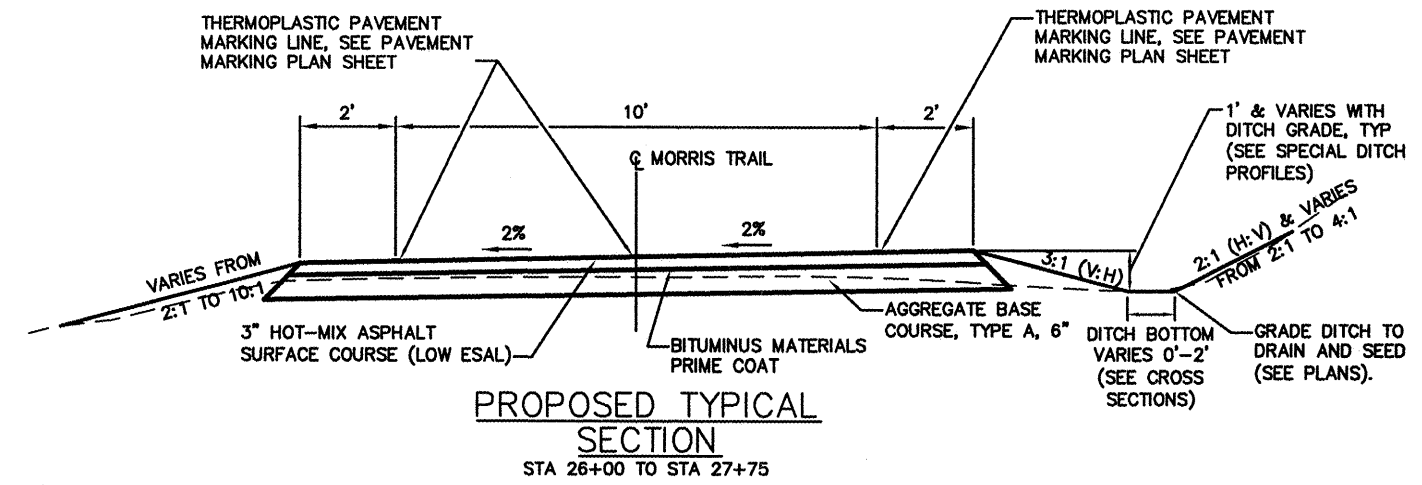 THERMOPLASTIC PAVEMENT
MARKING LINE, SEE PAVEMENT
MARKING PLAN SHEET
THERMOPLASTIC PAVEMENT
MARKING LINE, SEE PAVEMENT
MARKING PLAN SHEET
2'
10'
2'
1' & VARIES WITH
DITCH GRADE, TYP
(SEE SPECIAL DITCH
PROFILES)
℄ MORRIS TRAIL
2%
2%
VARIES FROM
2:1 TO 10:1
3:1 (V:H)
2:1 (H:V) & VARIES
FROM 2:1 TO 4:1
3" HOT-MIX ASPHALT
SURFACE COURSE (LOW ESAL)
BITUMINUS MATERIALS
PRIME COAT
AGGREGATE BASE
COURSE, TYPE A, 6"
DITCH BOTTOM
VARIES 0'-2'
(SEE CROSS
SECTIONS)
GRADE DITCH TO
DRAIN AND SEED
(SEE PLANS).
PROPOSED TYPICAL
SECTION
STA 26+00 TO STA 27+75